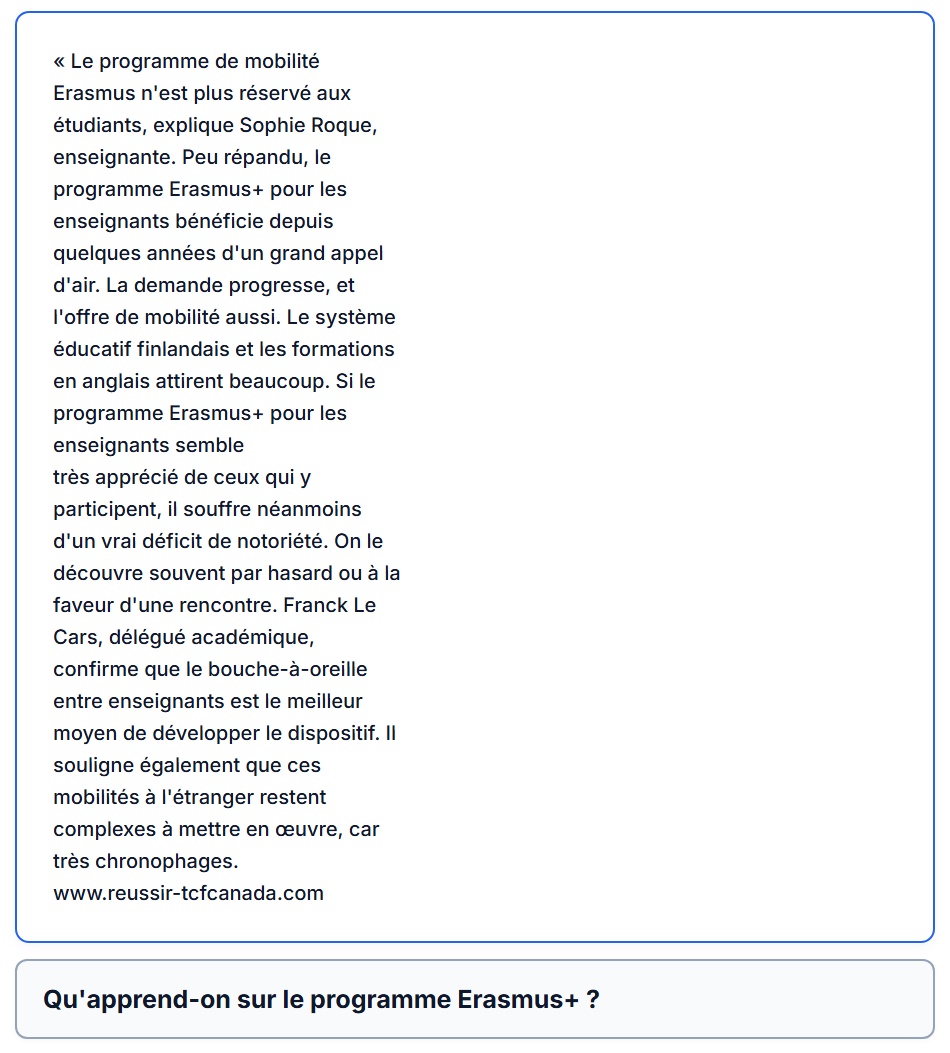 « Le programme de mobilité
Erasmus n'est plus réservé aux
étudiants, explique Sophie Roque,
enseignante. Peu répandu, le
programme Erasmus+ pour les
enseignants bénéficie depuis
quelques années d'un grand appel
d'air. La demande progresse, et
l'offre de mobilité aussi. Le système
éducatif finlandais et les formations
en anglais attirent beaucoup. Si le
programme Erasmus+ pour les
enseignants semble
très apprécié de ceux qui y
participent, il souffre néanmoins
d'un vrai déficit de notoriété. On le
découvre souvent par hasard ou à la
faveur d'une rencontre. Franck Le
Cars, délégué académique,
confirme que le bouche-à-oreille
entre enseignants est le meilleur
moyen de développer le dispositif. Il
souligne également que ces
mobilités à l'étranger restent
complexes à mettre en œuvre, car
très chronophages.
www.reussir-tcfcanada.com
Qu'apprend-on sur le programme Erasmus+ ?